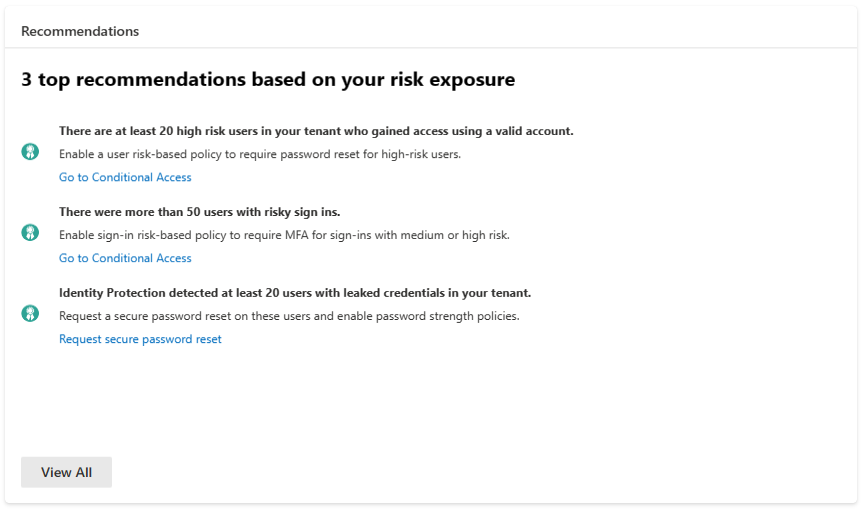 Recommendations
3 top recommendations based on your risk exposure
There are at least 20 high risk users in your tenant who gained access using a valid account.
Enable a user risk-based policy to require password reset for high-risk users.
Go to Conditional Access
There were more than 50 users with risky sign ins.
Enable sign-in risk-based policy to require MFA for sign-ins with medium or high risk.
Go to Conditional Access
Identity Protection detected at least 20 users with leaked credentials in your tenant.
Request a secure password reset on these users and enable password strength policies.
Request secure password reset
View All